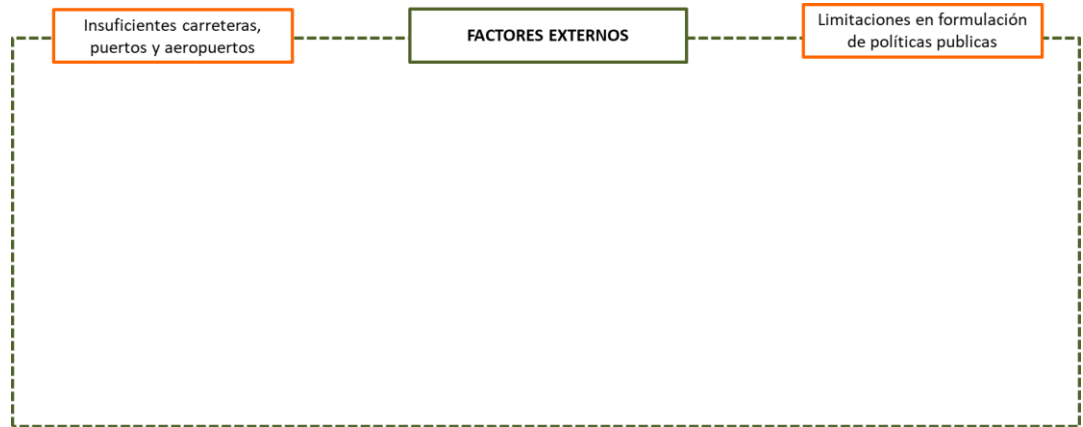 Insuficientes carreteras,
puertos y aeropuertos
FACTORES EXTERNOS
Limitaciones en formulación
de políticas publicas